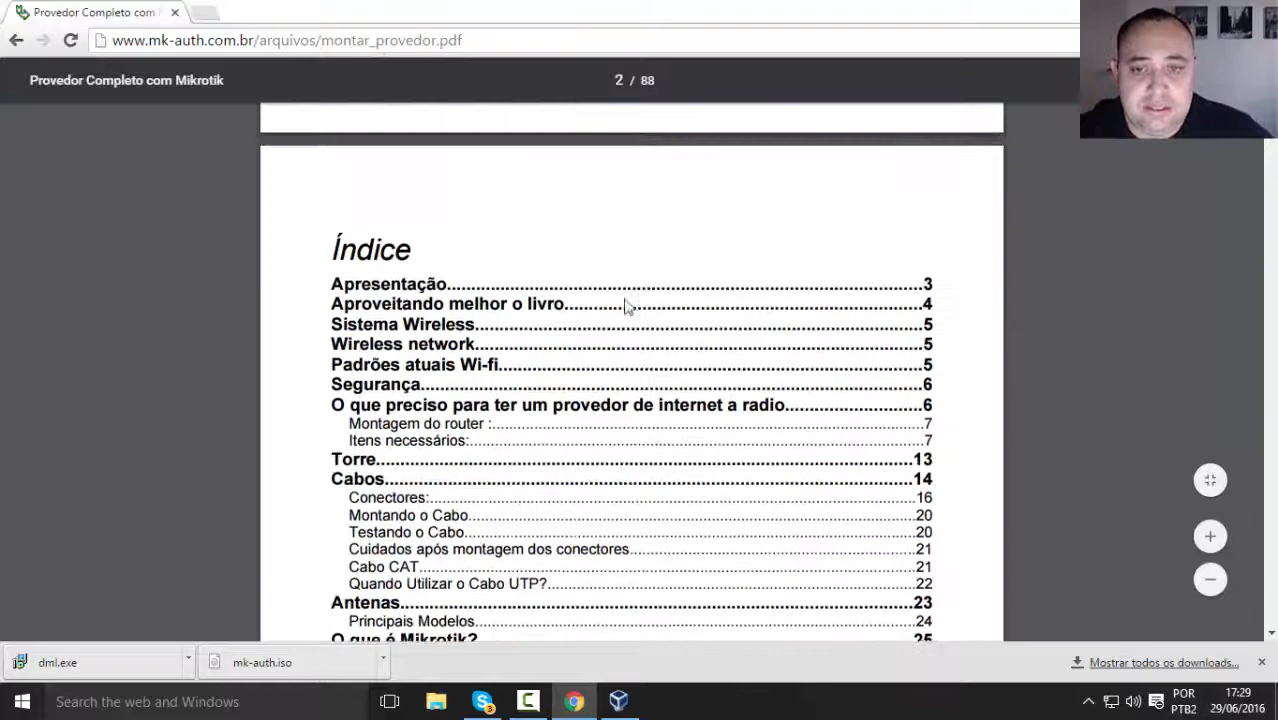 Provedor Completo com
www.mk-auth.com.br/arquivos/montar_provedor.pdf
Provedor Completo com Mikrotik
2 / 88
Índice
Apresentação..........3
Aproveitando melhor o livro..........4
Sistema Wireless..........5
Wireless network..........5
Padrões atuais Wi-fi..........5
Segurança..........6
O que preciso para ter um provedor de internet a radio..........6
Montagem do router :..........7
Itens necessários:..........7
Torre..........13
Cabos..........14
Conectores:..........16
Montando o Cabo..........20
Testando o Cabo..........20
Cuidados após montagem dos conectores..........21
Cabo CAT..........21
Quando Utilizar o Cabo UTP?..........22
Antenas..........23
Principais Modelos..........24
O que é Mikrotik?..........25
dml.exe
mk-auth.iso
Mostrar todos os downloads...
Search the web and Windows
POR
PTB2
17:29
29/06/2016